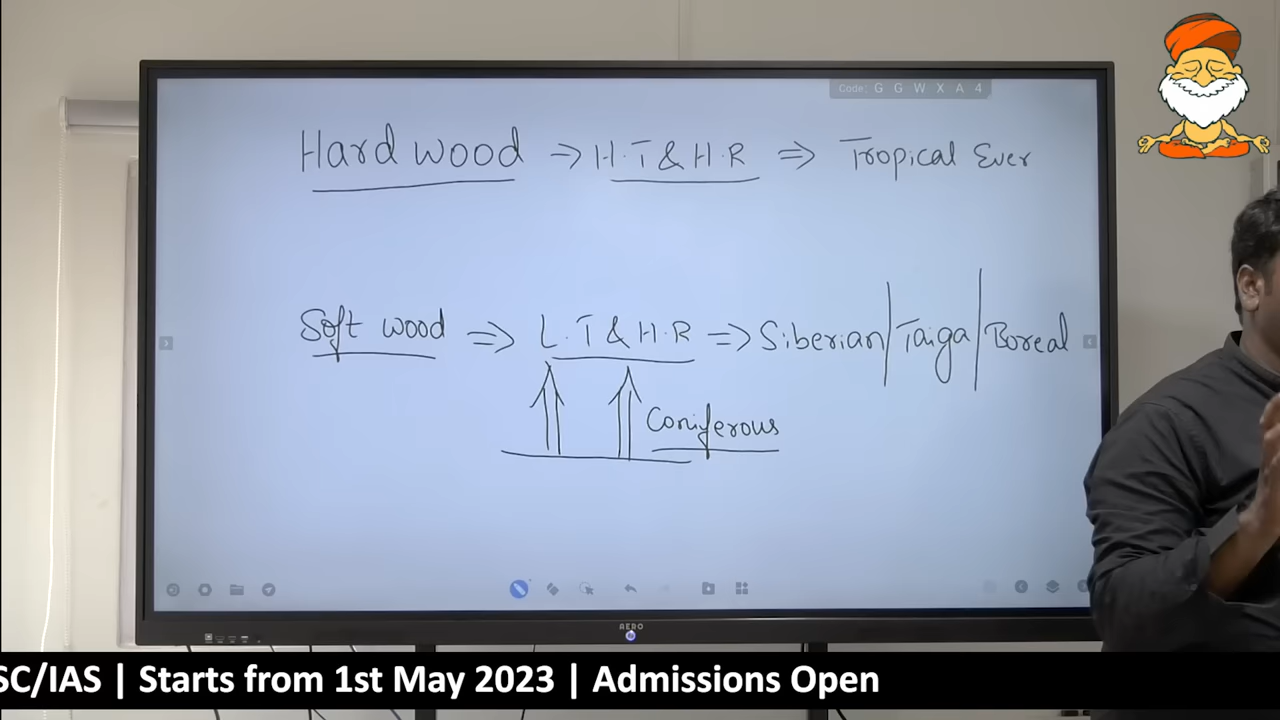 Code: G G W X A 4
Hard wood => H.T & H.R => Tropical Ever
Soft wood => L.T & H.R => Siberian/Taiga/Boreal
Coniferous
AERO
SC/IAS | Starts from 1st May 2023 | Admissions Open